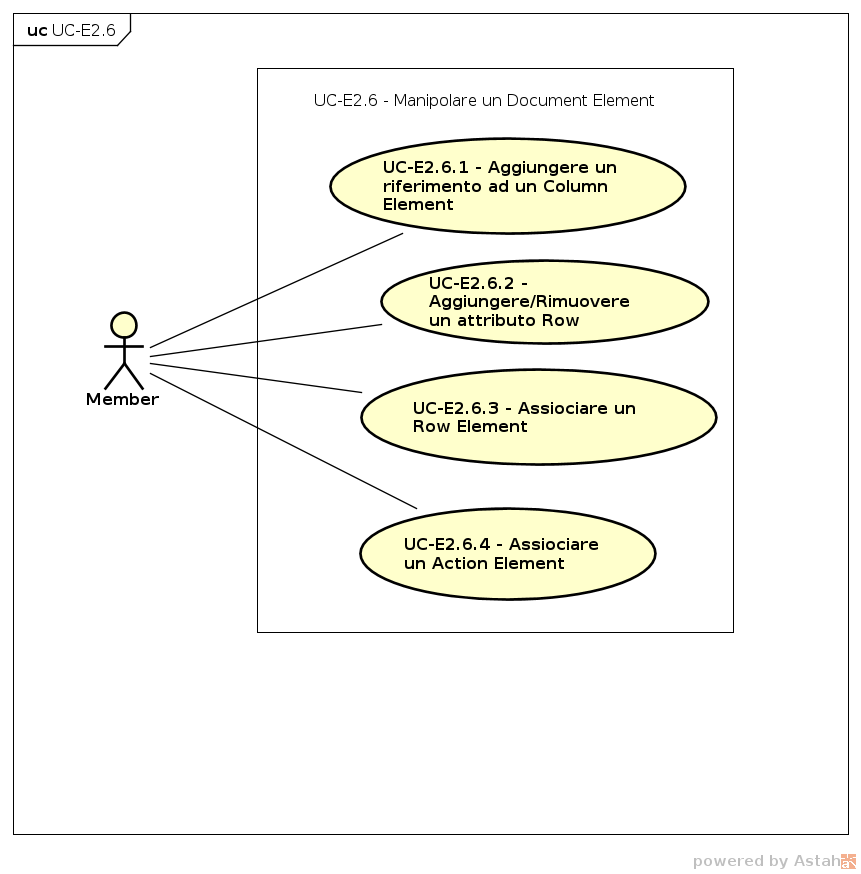 uc UC-E2.6
UC-E2.6 - Manipolare un Document Element
UC-E2.6.1 - Aggiungere un
riferimento ad un Column
Element
UC-E2.6.2 -
Aggiungere/Rimuovere
un attributo Row
UC-E2.6.3 - Assiociare un
Row Element
UC-E2.6.4 - Assiociare
un Action Element
Member
powered by Astah